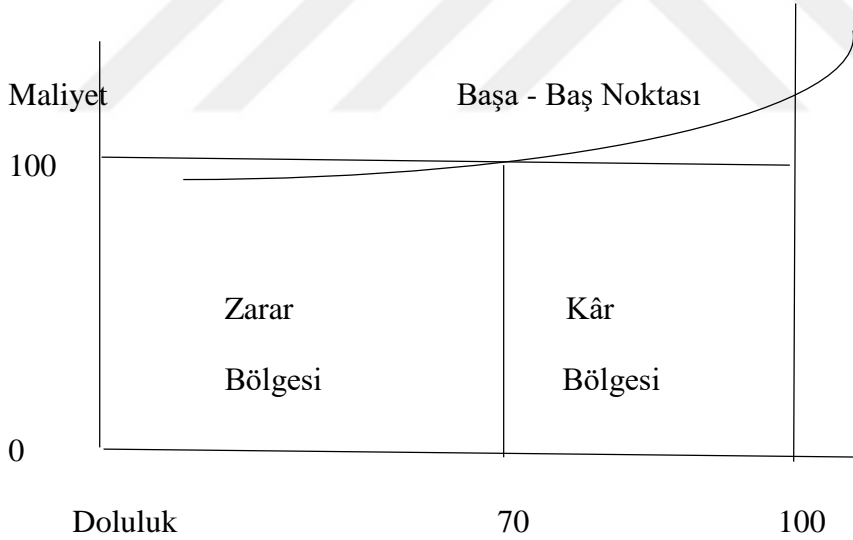 Maliyet Başa - Baş Noktası
100
Zarar Kâr
Bölgesi Bölgesi
0
Doluluk 70 100